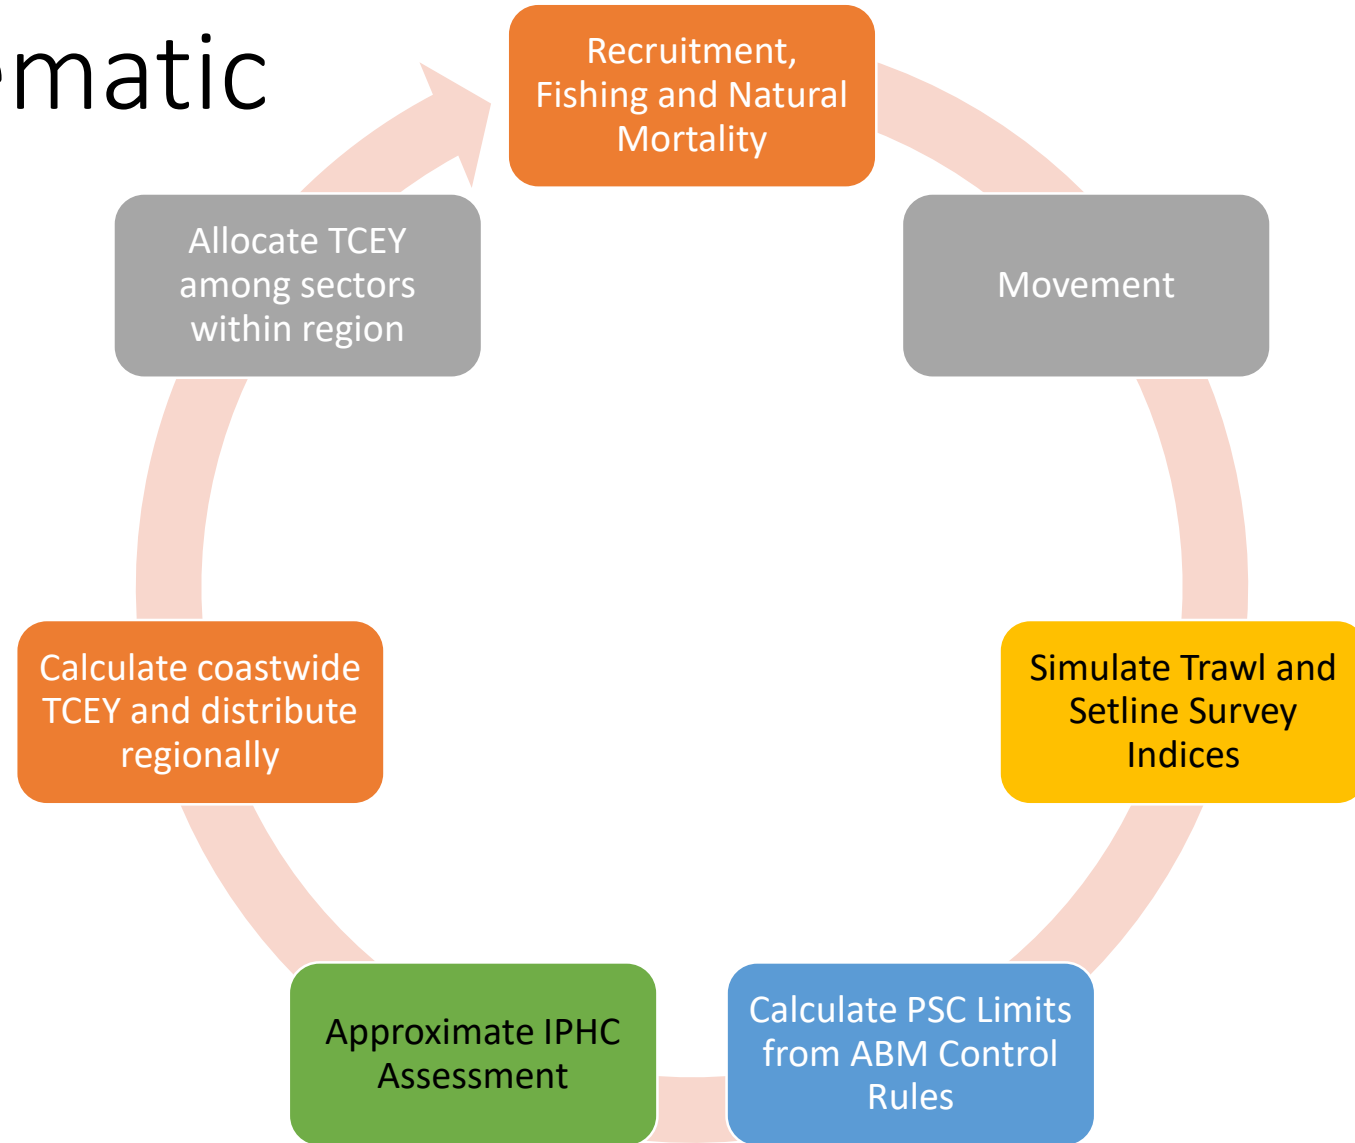 Recruitment,
Fishing and Natural
Mortality
Movement
Simulate Trawl and
Setline Survey
Indices
Calculate PSC Limits
from ABM Control
Rules
Approximate IPHC
Assessment
Calculate coastwide
TCEY and distribute
regionally
Allocate TCEY
among sectors
within region